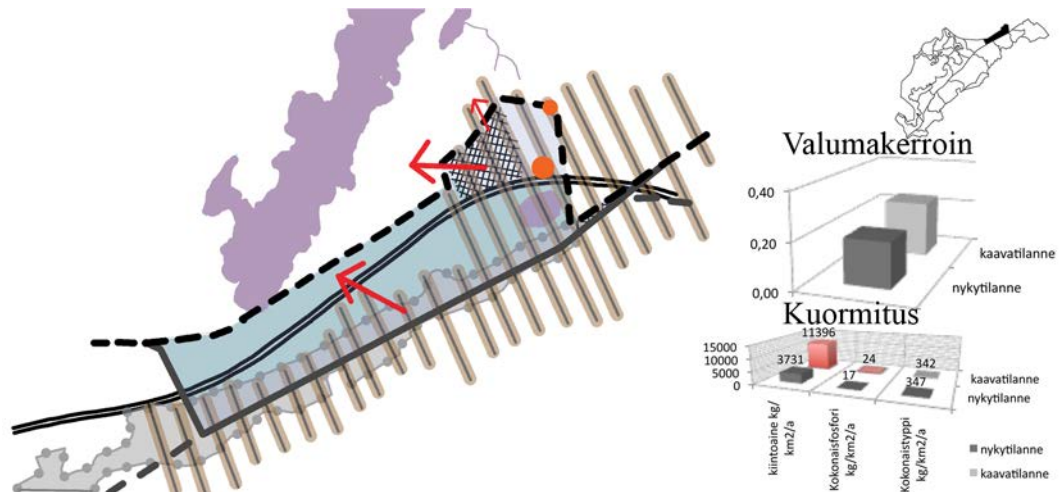 Valumakerroin
0,40
0,20
0,00
kaavatilanne
nykytilanne
Kuormitus
15000
10000
5000
0
3731
11396
17
24
347
342
kaavatilanne
nykytilanne
kiintoaine kg/
km2/a
Kokonaisfosfori
kg/km2/a
Kokonaistyppi
kg/km2/a
nykytilanne
kaavatilanne